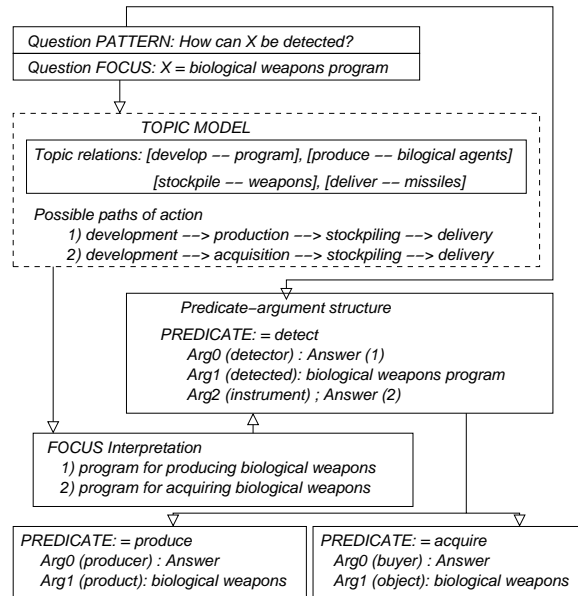 Question PATTERN: How can X be detected?
Question FOCUS: X = biological weapons program
TOPIC MODEL
Topic relations: [develop −− program], [produce −− bilogical agents]
[stockpile −− weapons], [deliver −− missiles]
Possible paths of action
1) development −−> production −−> stockpiling −−> delivery
2) development −−> acquisition −−> stockpiling −−> delivery
Predicate−argument structure
PREDICATE: = detect
Arg0 (detector) : Answer (1)
Arg1 (detected): biological weapons program
Arg2 (instrument) ; Answer (2)
FOCUS Interpretation
1) program for producing biological weapons
2) program for acquiring biological weapons
PREDICATE: = produce
Arg0 (producer) : Answer
Arg1 (product): biological weapons
PREDICATE: = acquire
Arg0 (buyer) : Answer
Arg1 (object): biological weapons